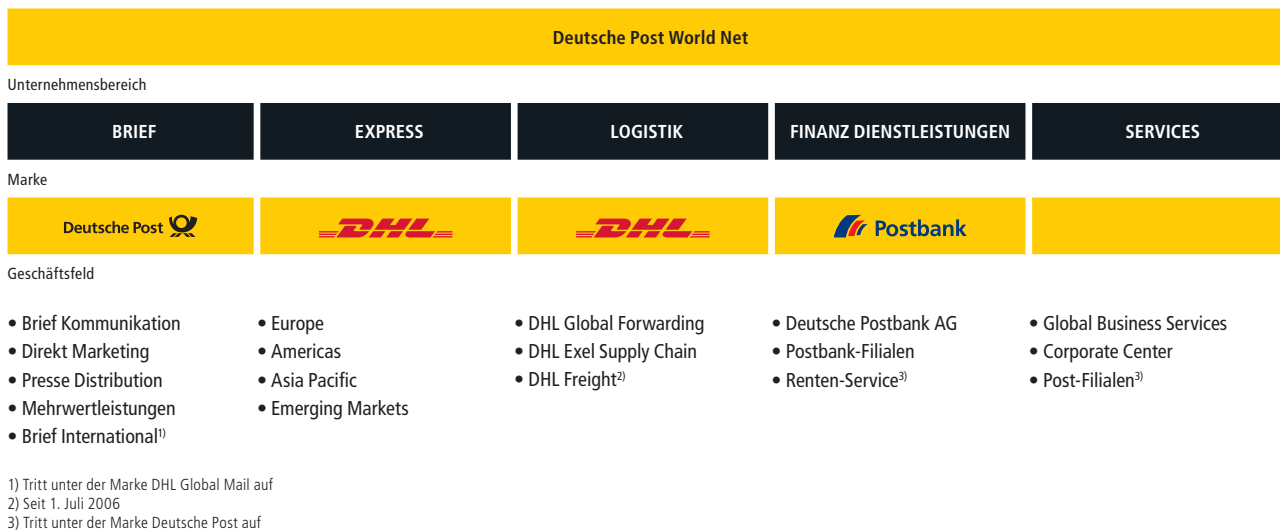 Deutsche Post World Net
Unternehmensbereich
BRIEF
EXPRESS
LOGISTIK
FINANZ DIENSTLEISTUNGEN
SERVICES
Marke
Deutsche Post
DHL
DHL
Postbank
Geschäftsfeld
• Brief Kommunikation
• Direkt Marketing
• Presse Distribution
• Mehrwertleistungen
• Brief International1)
• Europe
• Americas
• Asia Pacific
• Emerging Markets
• DHL Global Forwarding
• DHL Exel Supply Chain
• DHL Freight2)
• Deutsche Postbank AG
• Postbank-Filialen
• Renten-Service3)
• Global Business Services
• Corporate Center
• Post-Filialen3)
1) Tritt unter der Marke DHL Global Mail auf
2) Seit 1. Juli 2006
3) Tritt unter der Marke Deutsche Post auf